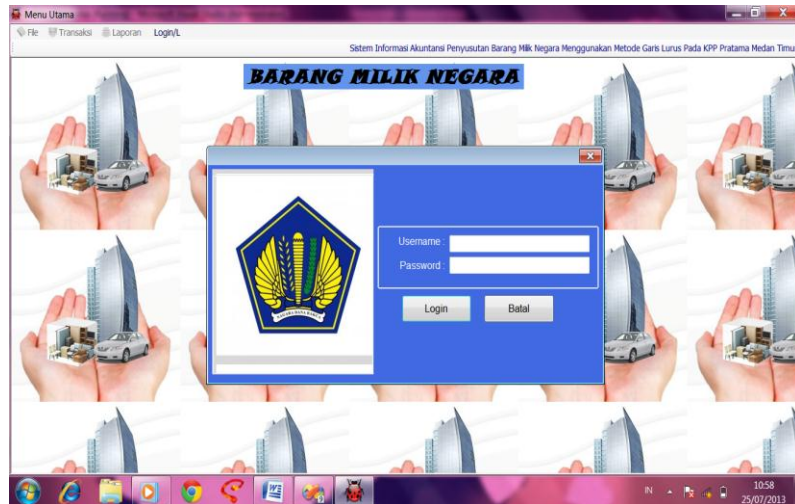 Menu Utama
File Transaksi Laporan Login/L
Sistem Informasi Akuntansi Penyusutan Barang Milik Negara Menggunakan Metode Garis Lurus Pada KPP Pratama Medan Timu
BARANG MILIK NEGARA
Username :
Password :
Login Batal
IN
10:58
25/07/2013